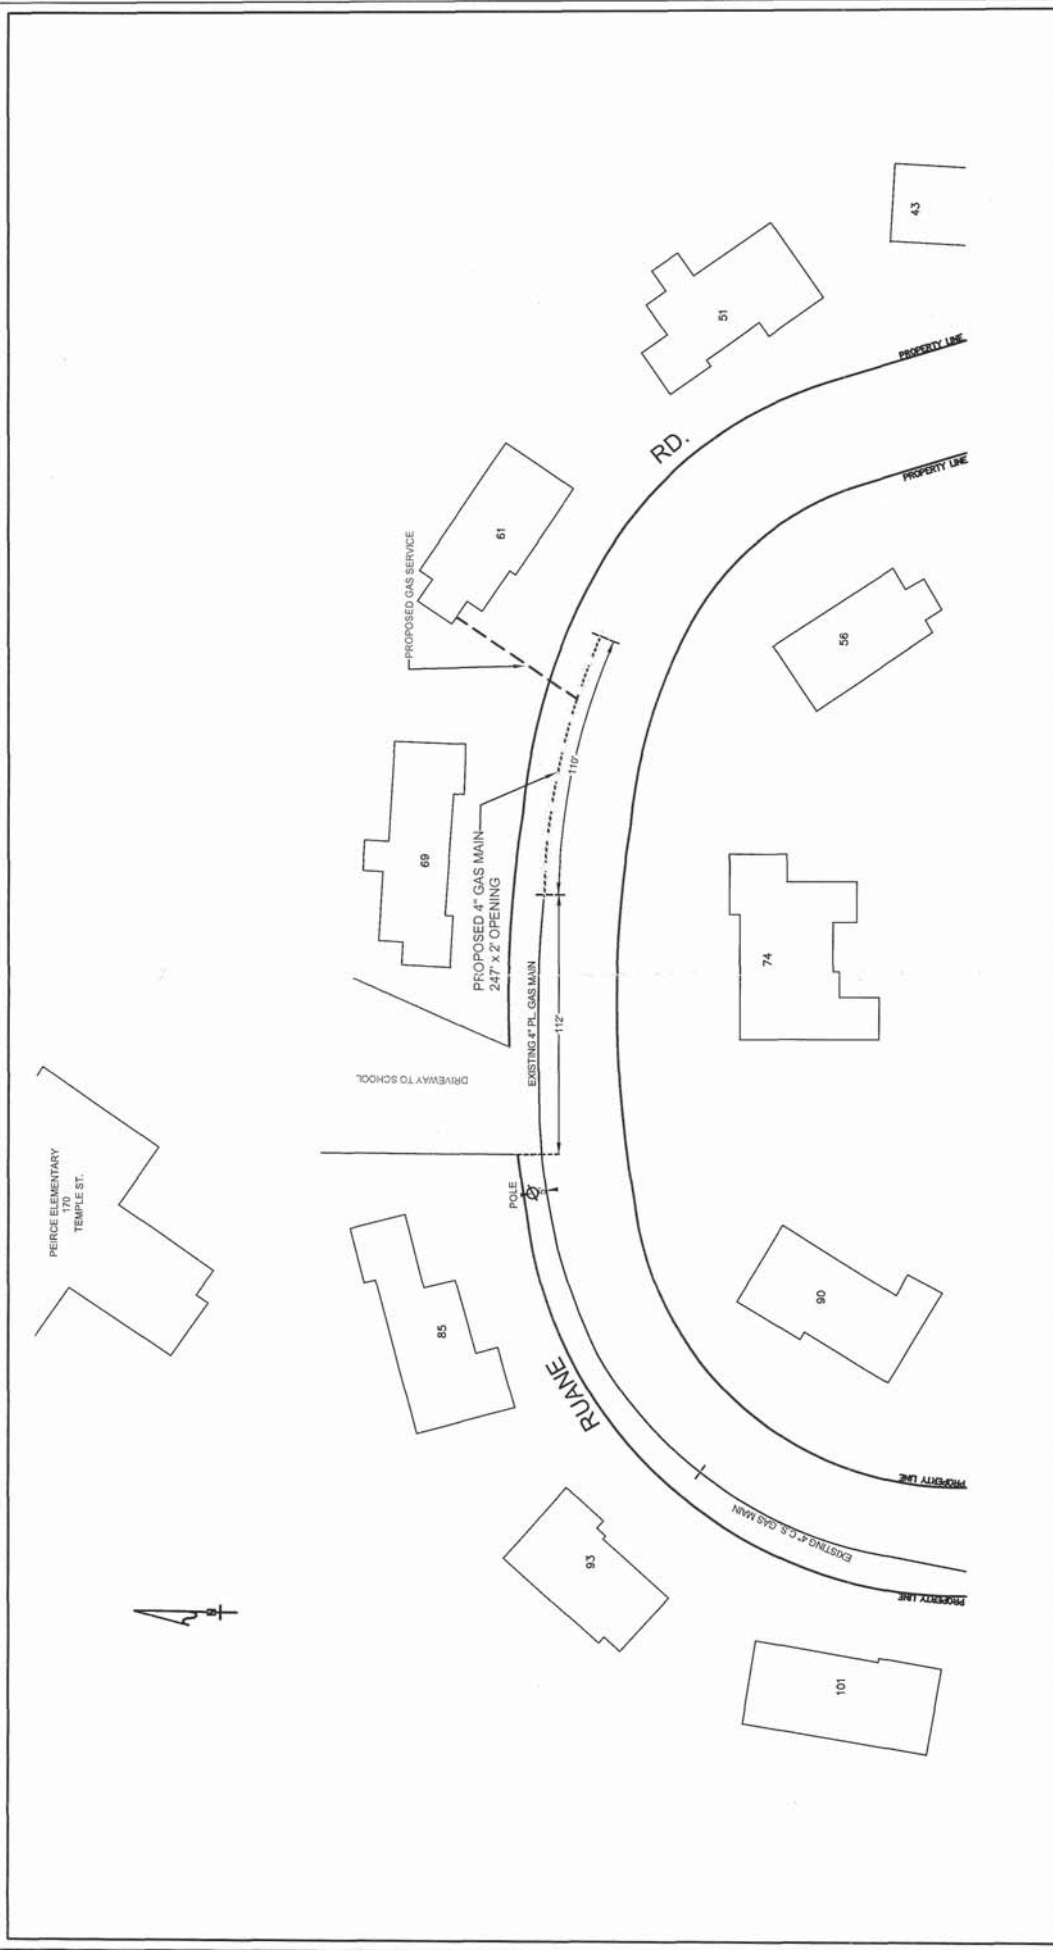 PEIRCE ELEMENTARY
170
TEMPLE ST.
DRIVEWAY TO SCHOOL
PROPOSED GAS SERVICE
PROPOSED 4" GAS MAIN
247' x 2' OPENING
EXISTING 4" PL. GAS MAIN
112'
110'
POLE
5'
RUANE
RD.
EXISTING 4" C.S. GAS MAIN
PROPERTY LINE
PROPERTY LINE
PROPERTY LINE
PROPERTY LINE
101
93
85
69
61
51
43
90
74
56